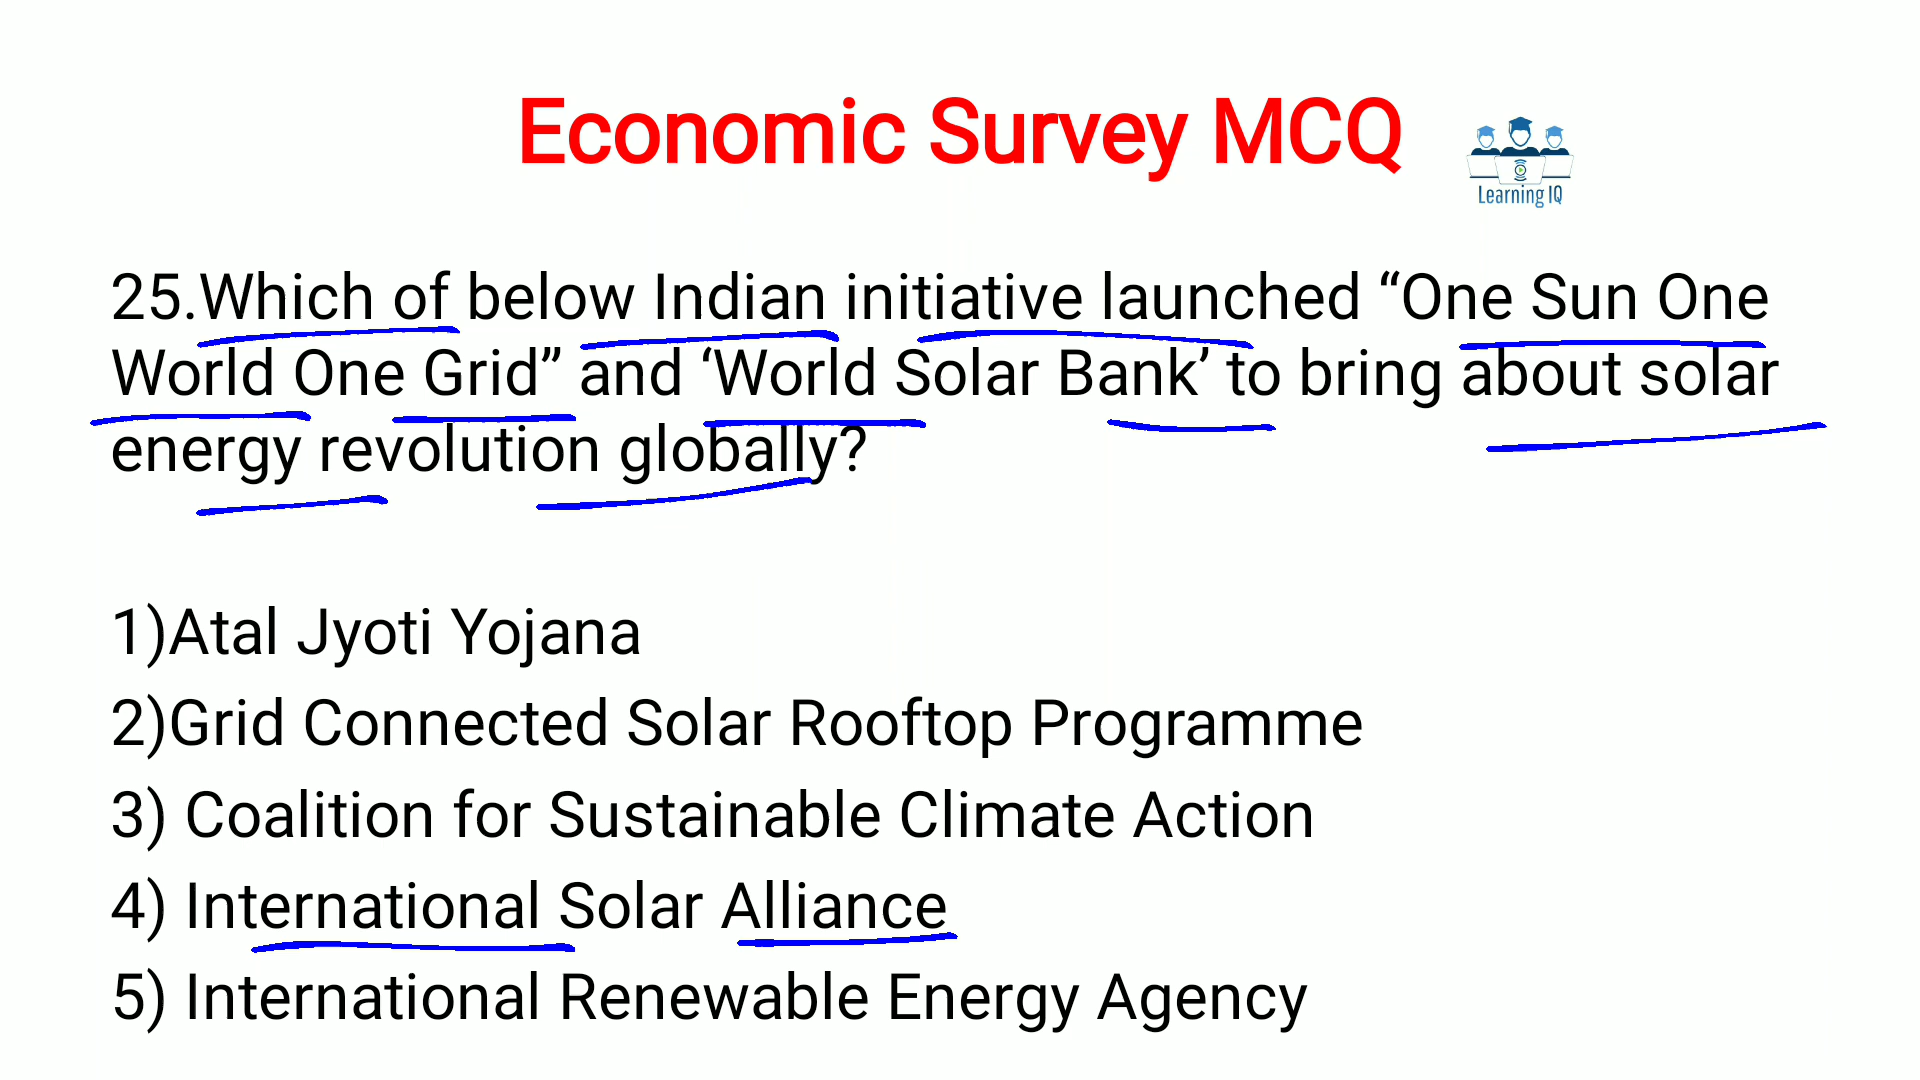 Economic Survey MCQ
Learning IQ
25.Which of below Indian initiative launched “One Sun One
World One Grid” and ‘World Solar Bank’ to bring about solar
energy revolution globally?
1)Atal Jyoti Yojana
2)Grid Connected Solar Rooftop Programme
3) Coalition for Sustainable Climate Action
4) International Solar Alliance
5) International Renewable Energy Agency